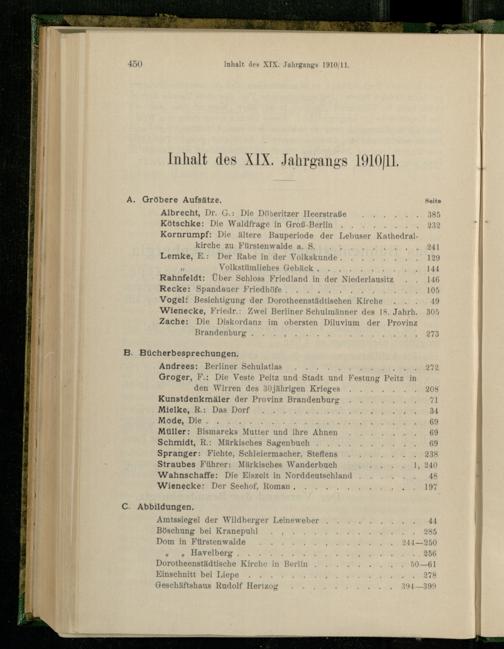 450 Inhalt des XIX. Jahrgangs 1910/11.
Inhalt des XIX. Jahrgangs 1910/11.
A. Gröbere Aufsätze. Seite
Albrecht, Dr. G.: Die Döberitzer Heerstraße . . . . . . 385
Kötschke: Die Waldfrage in Groß-Berlin . . . . . . . . 232
Kornrumpf: Die ältere Bauperiode der Lebuser Kathedral-
kirche zu Fürstenwalde a. S. . . . . . . . . . . 241
Lemke, E.: Der Rabe in der Volkskunde . . . . . . . . 129
„ Volkstümliches Gebäck . . . . . . . . . . 144
Rahnfeldt: Über Schloss Friedland in der Niederlausitz . . 146
Recke: Spandauer Friedhöfe . . . . . . . . . . . . . 105
Vogel: Besichtigung der Dorotheenstädtischen Kirche . . . 49
Wienecke, Friedr.: Zwei Berliner Schulmänner des 18. Jahrh. 305
Zache: Die Diskordanz im obersten Diluvium der Provinz
Brandenburg . . . . . . . . . . . . . . . . 273
B. Bücherbesprechungen.
Andrees: Berliner Schulatlas . . . . . . . . . . . . 272
Groger, F.: Die Veste Peitz und Stadt und Festung Peitz in
den Wirren des 30jährigen Krieges . . . . . . . . 208
Kunstdenkmäler der Provinz Brandenburg . . . . . . . 71
Mielke, R.: Das Dorf . . . . . . . . . . . . . . . 34
Mode, Die . . . . . . . . . . . . . . . . . . . . 69
Müller: Bismarcks Mutter und ihre Ahnen . . . . . . . 69
Schmidt, R.: Märkisches Sagenbuch . . . . . . . . . . 69
Spranger: Fichte, Schleiermacher, Steffens . . . . . . . 238
Straubes Führer: Märkisches Wanderbuch . . . . . . 1, 240
Wahnschaffe: Die Eiszeit in Norddeutschland . . . . . . 48
Wienecke: Der Seehof, Roman . . . . . . . . . . . . 197
C. Abbildungen.
Amtssiegel der Wildberger Leineweber . . . . . . . . . 44
Böschung bei Kranepuhl . . . . . . . . . . . . . . 285
Dom in Fürstenwalde . . . . . . . . . . . . . 244—250
„ „ Havelberg . . . . . . . . . . . . . . . . 256
Dorotheenstädtische Kirche in Berlin . . . . . . . . 50—61
Einschnitt bei Liepe . . . . . . . . . . . . . . . 278
Geschäftshaus Rudolf Hertzog . . . . . . . . . . 394—399